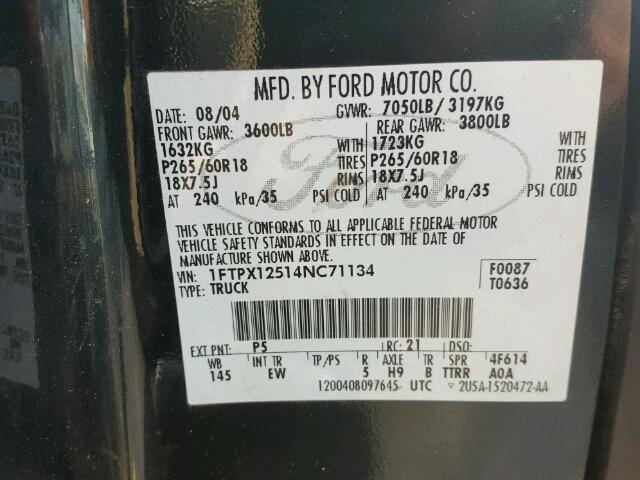 MFD. BY FORD MOTOR CO.
DATE: 08/04 GVWR: 7050LB/ 3197KG
FRONT GAWR: 3600LB REAR GAWR: 3800LB
1632KG WITH 1723KG WITH
P265/60R18 TIRES P265/60R18 TIRES
18X7.5J RIMS 18X7.5J RIMS
AT 240 kPa/35 PSI COLD AT 240 kPa/35 PSI COLD
Ford
THIS VEHICLE CONFORMS TO ALL APPLICABLE FEDERAL MOTOR
VEHICLE SAFETY STANDARDS IN EFFECT ON THE DATE OF
MANUFACTURE SHOWN ABOVE.
VIN: 1FTPX12514NC71134 F0087
TYPE: TRUCK T0636
EXT PNT: P5 RC: 21 DSO:
WB INT TR TP/PS R AXLE TR SPR 4F614
145 EW 5 H9 B TTRR AOA
1200408097645 UTC 2U5A-1520472-AA